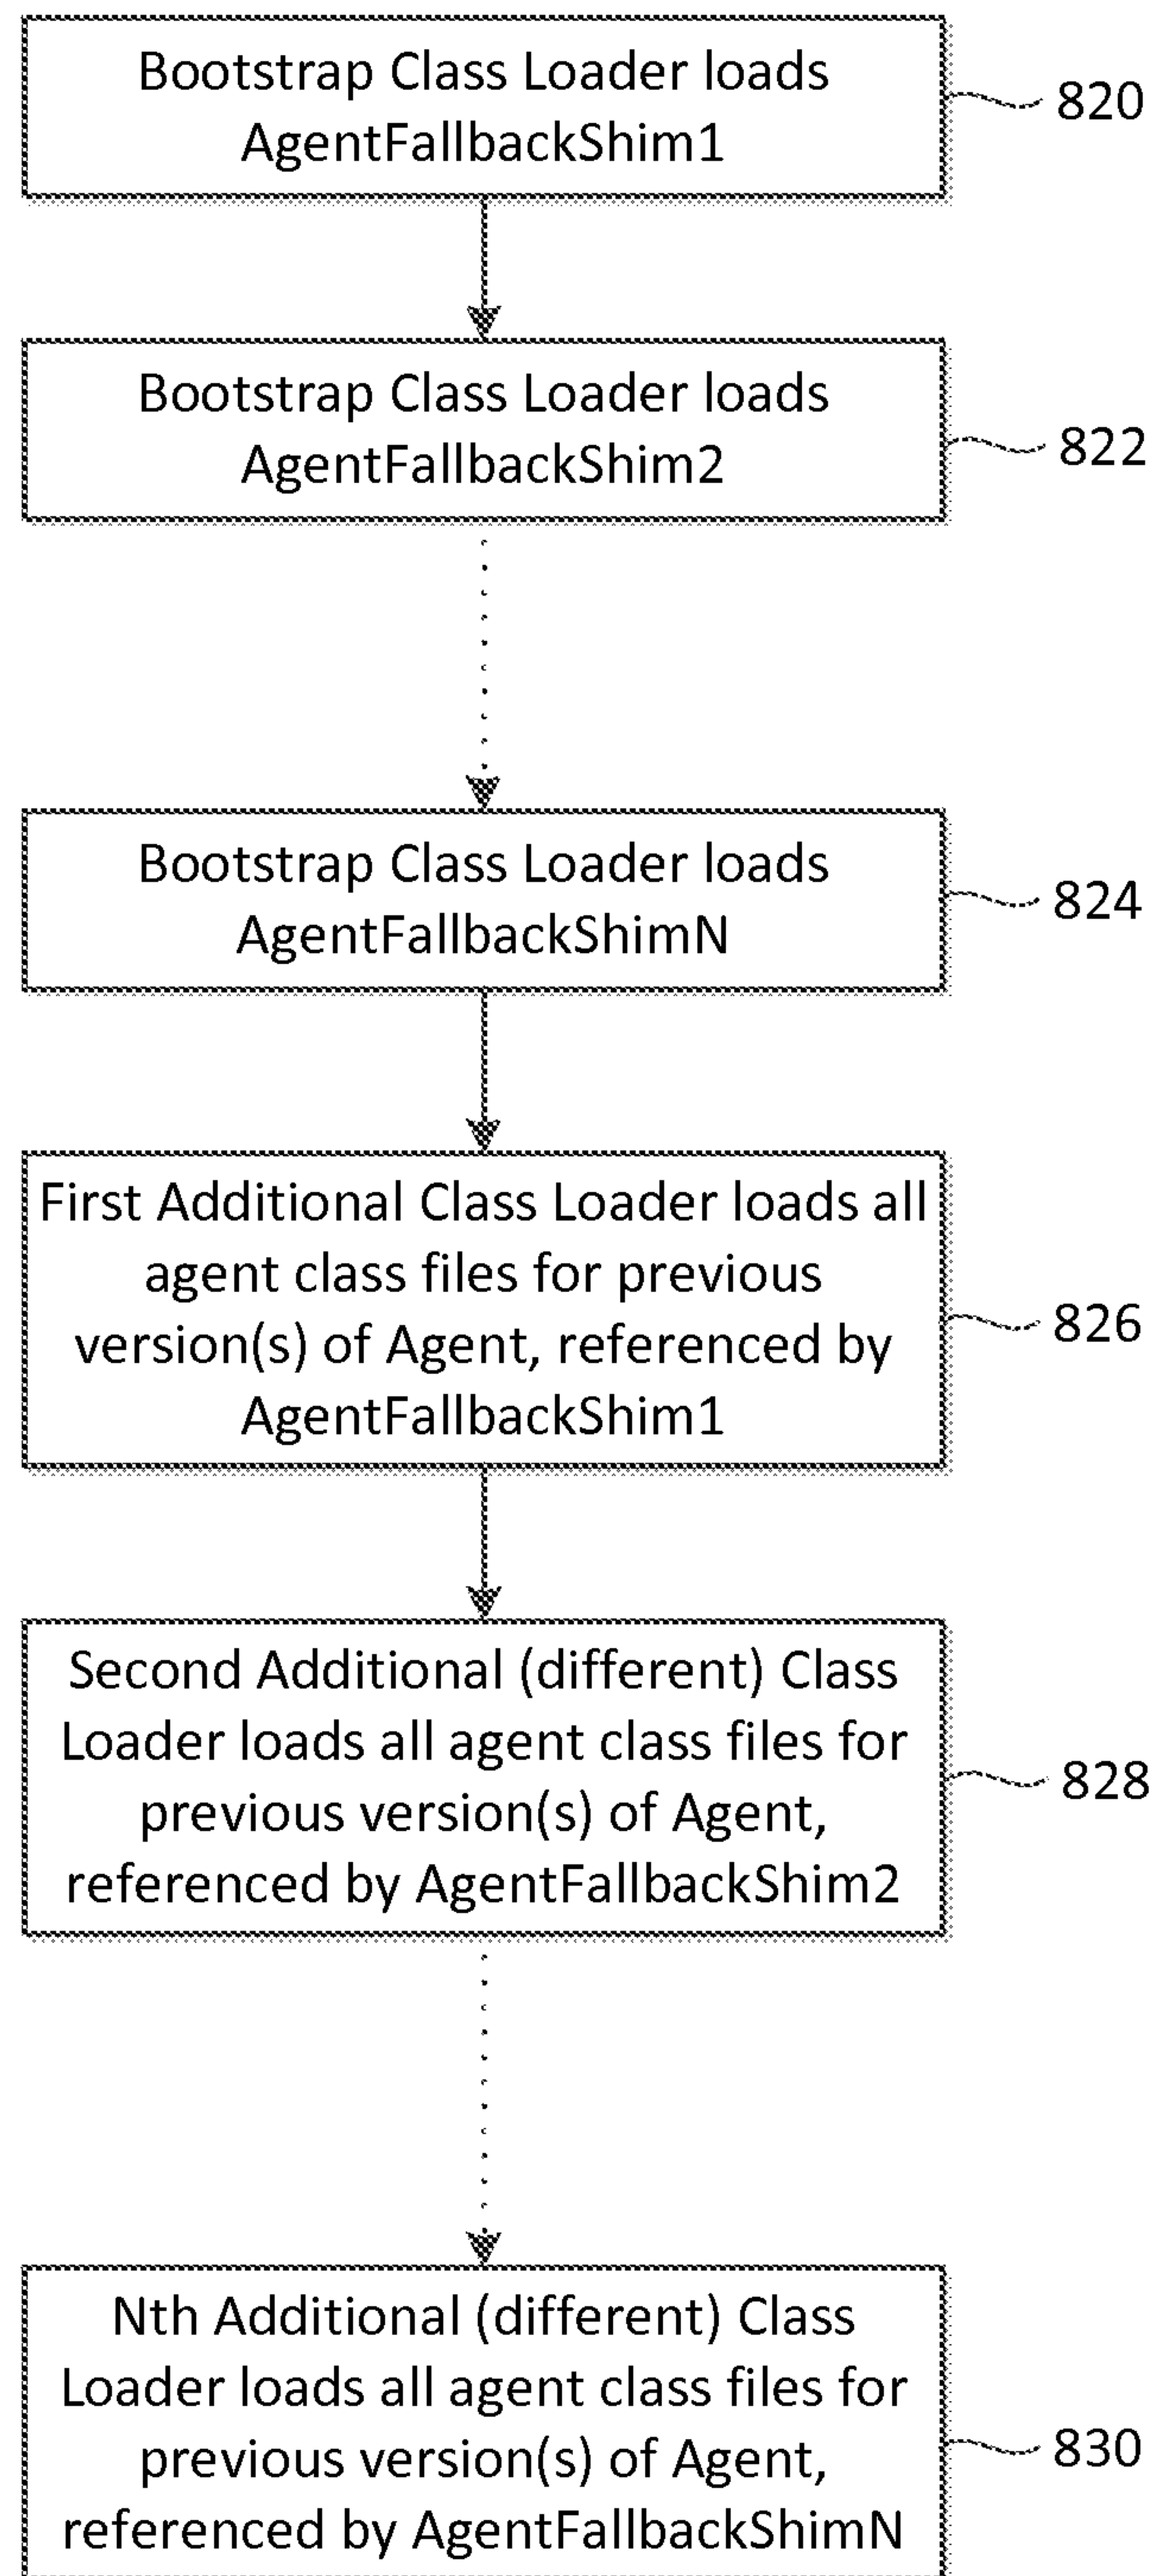 Bootstrap Class Loader loads
AgentFallbackShim1
820
Bootstrap Class Loader loads
AgentFallbackShim2
822
Bootstrap Class Loader loads
AgentFallbackShimN
824
First Additional Class Loader loads all
agent class files for previous
version(s) of Agent, referenced by
AgentFallbackShim1
826
Second Additional (different) Class
Loader loads all agent class files for
previous version(s) of Agent,
referenced by AgentFallbackShim2
828
Nth Additional (different) Class
Loader loads all agent class files for
previous version(s) of Agent,
referenced by AgentFallbackShimN
830